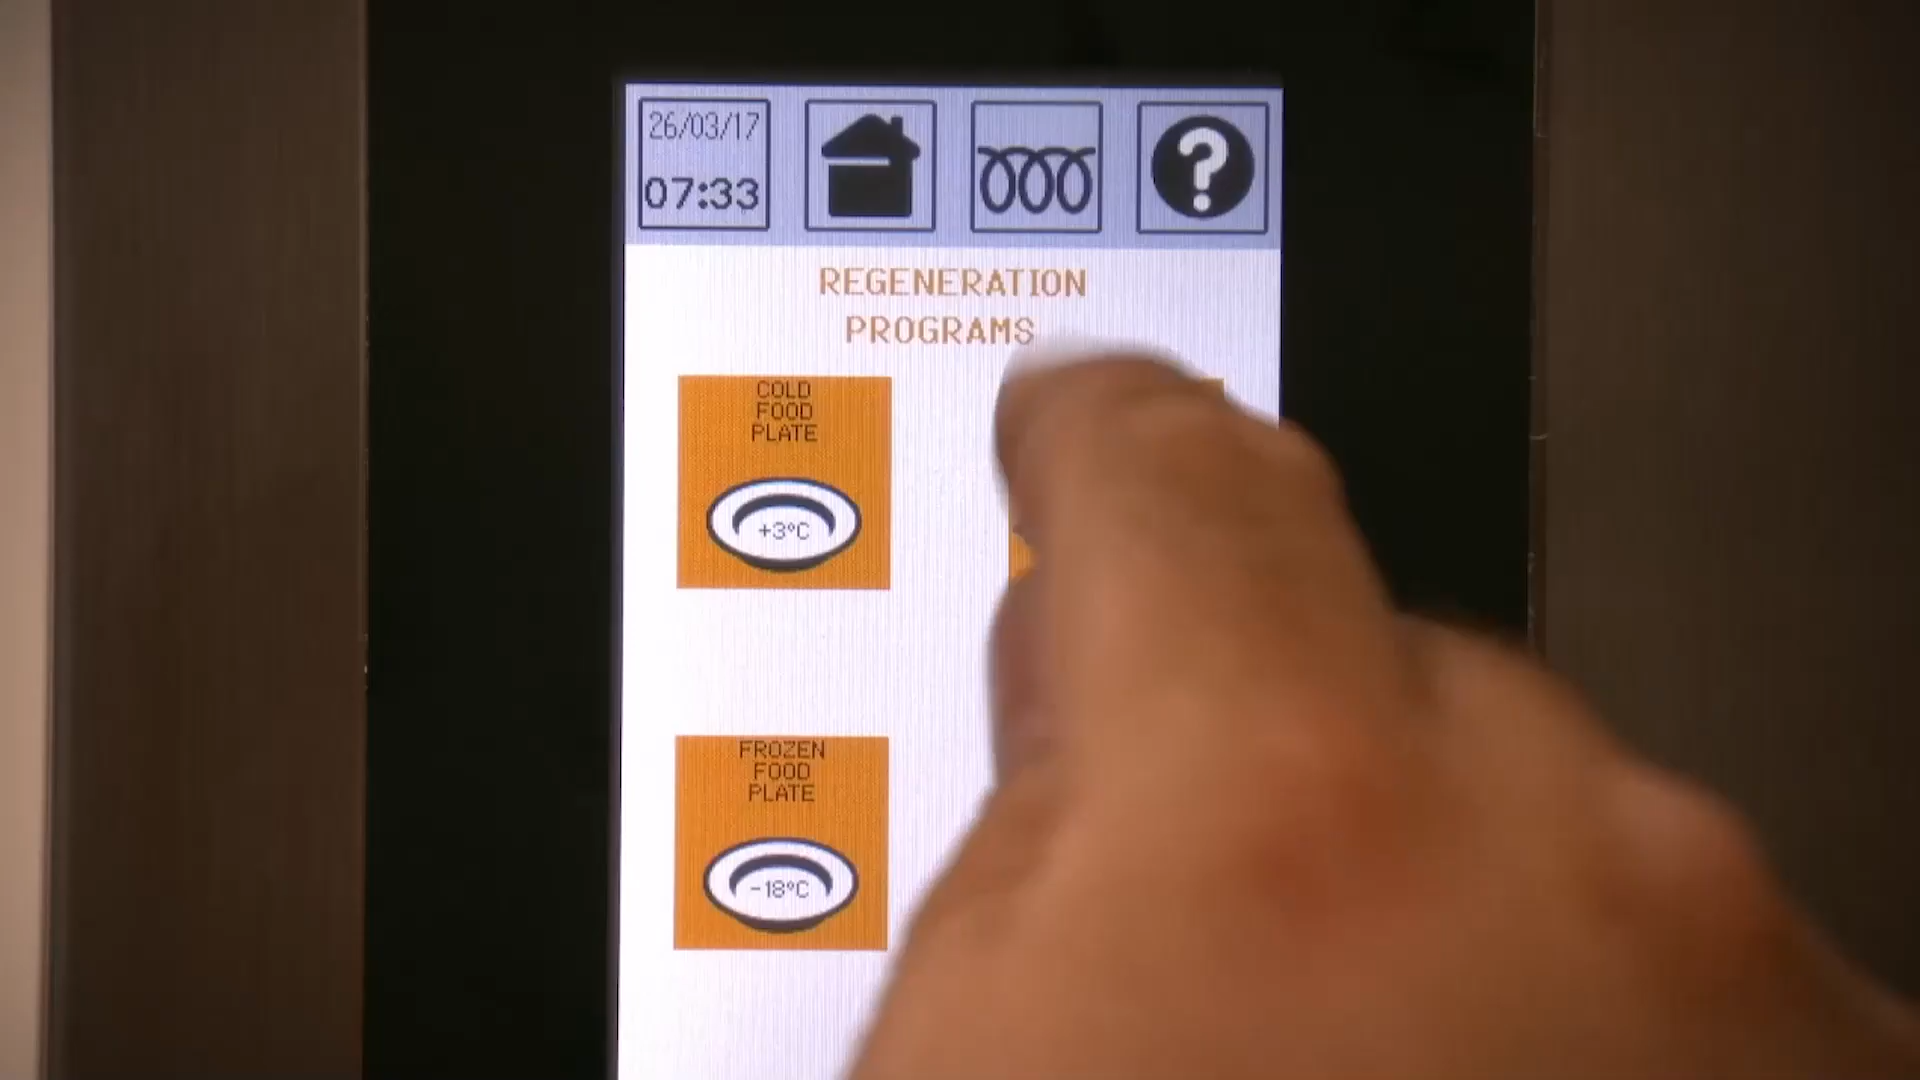 26/03/17
07:33
?
REGENERATION
PROGRAMS
COLD
FOOD
PLATE
+3°C
FROZEN
FOOD
PLATE
-18°C